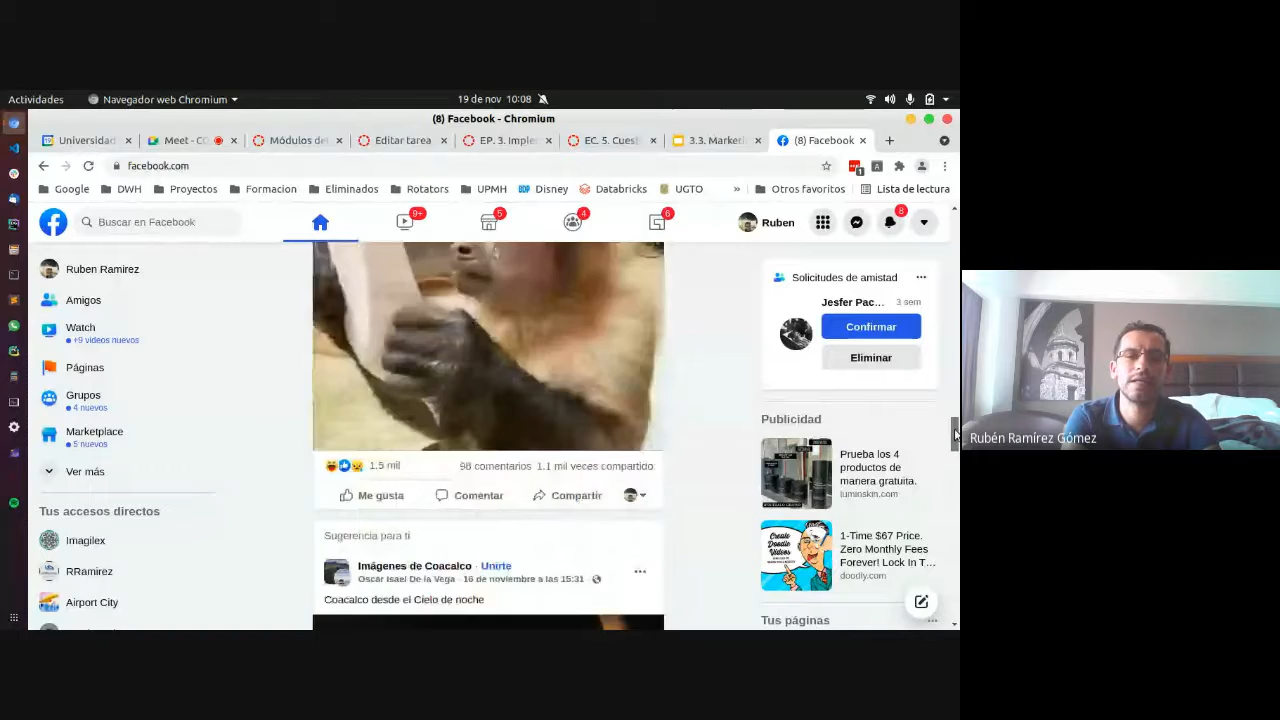 Actividades
Navegador web Chromium
19 de nov 10:08
(8) Facebook - Chromium
Universidad
Meet - CC
Módulos de
Editar tarea
EP. 3. Imple
EC. 5. Cues
3.3. Market
(8) Facebook
facebook.com
Google
DWH
Proyectos
Formacion
Eliminados
Rotators
UPMH
Disney
Databricks
UGTO
»
Otros favoritos
Lista de lectura
Buscar en Facebook
9+
5
4
6
Ruben
8
Ruben Ramirez
Amigos
Watch
+9 videos nuevos
Páginas
Grupos
4 nuevos
Marketplace
5 nuevos
Ver más
Tus accesos directos
Imagilex
RRamirez
Airport City
1.5 mil
98 comentarios 1.1 mil veces compartido
Me gusta
Comentar
Compartir
Sugerencia para ti
Imágenes de Coacalco · Unirte
Oscar Isael De la Vega · 16 de noviembre a las 15:31
Coacalco desde el Cielo de noche
Solicitudes de amistad
Jesfer Pac... 3 sem
Confirmar
Eliminar
Publicidad
Prueba los 4
productos de
manera gratuita.
luminskin.com
Create
Doodle
Videos
1-Time $67 Price.
Zero Monthly Fees
Forever! Lock In T...
doodly.com
Tus páginas
Rubén Ramírez Gómez